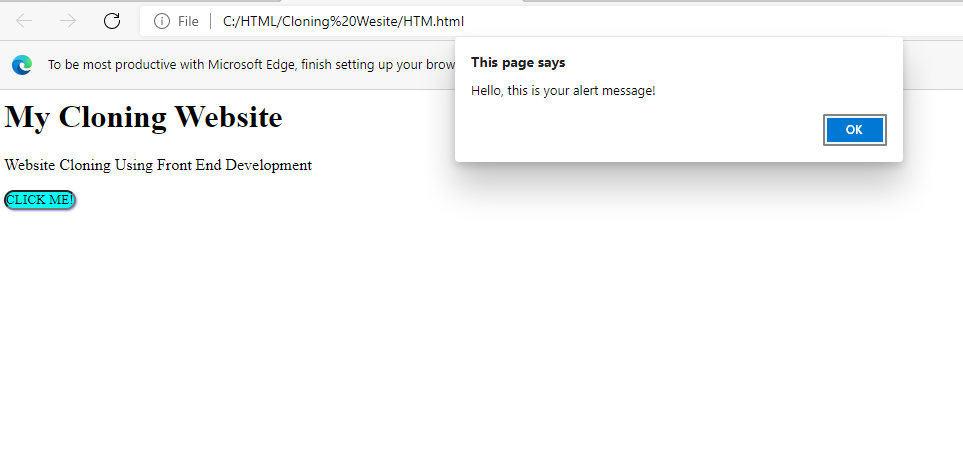 File
C:/HTML/Cloning%20Wesite/HTM.html
To be most productive with Microsoft Edge, finish setting up your brow
This page says
Hello, this is your alert message!
OK
My Cloning Website
Website Cloning Using Front End Development
CLICK ME!